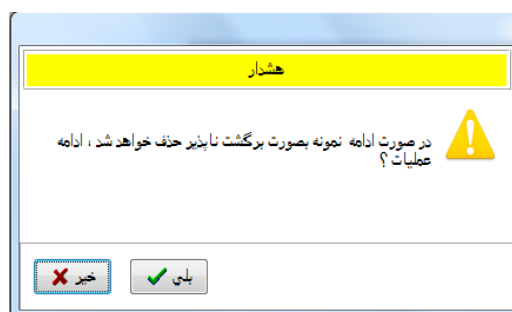 هشدار
در صورت ادامه نمونه بصورت برگشت ناپذیر حذف خواهد شد ، ادامه
عملیات ؟
بلی
خیر